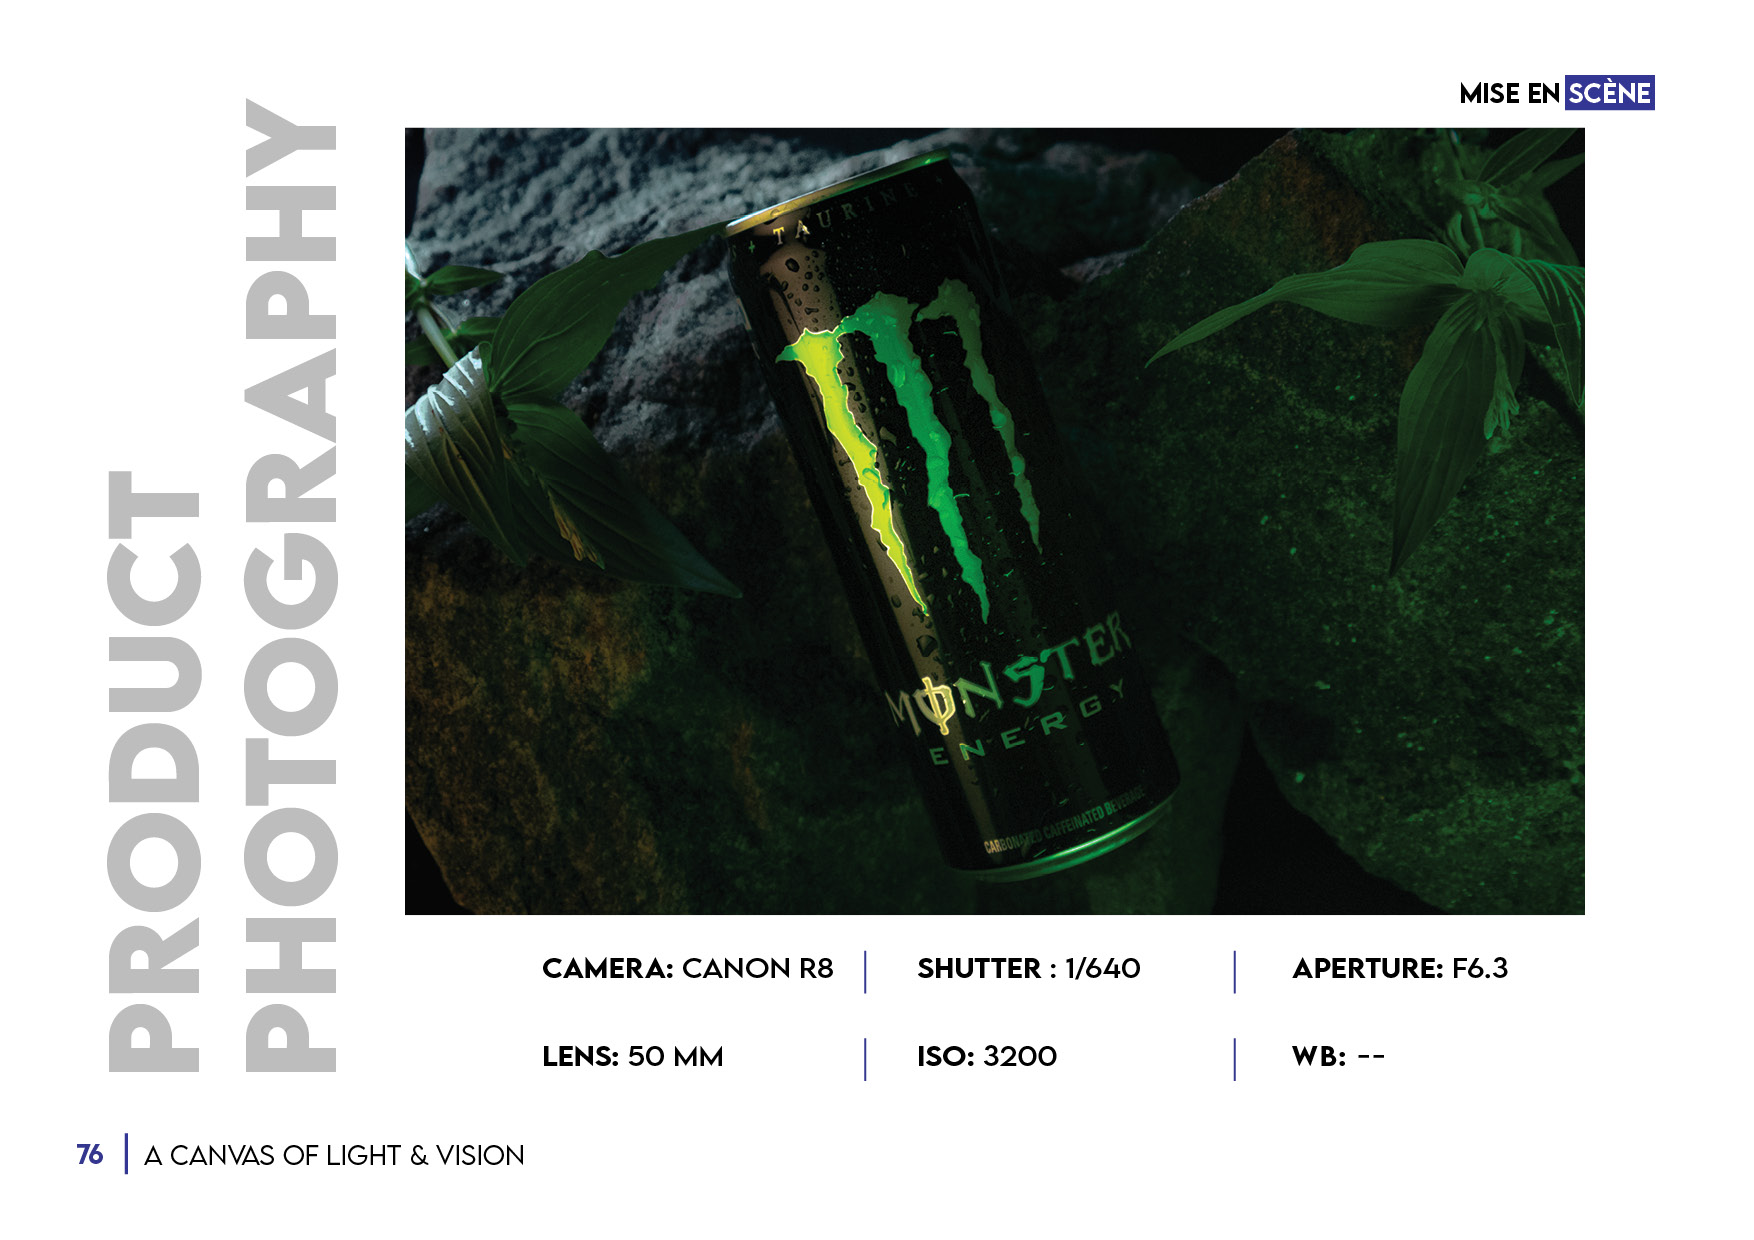 MISE EN SCÈNE
PRODUCT
PHOTOGRAPHY
+ TAURINE +
MONSTER
ENERGY
CARBONATED CAFFEINATED BEVERAGE
CAMERA: CANON R8
SHUTTER : 1/640
APERTURE: F6.3
LENS: 50 MM
ISO: 3200
WB: --
76
A CANVAS OF LIGHT & VISION